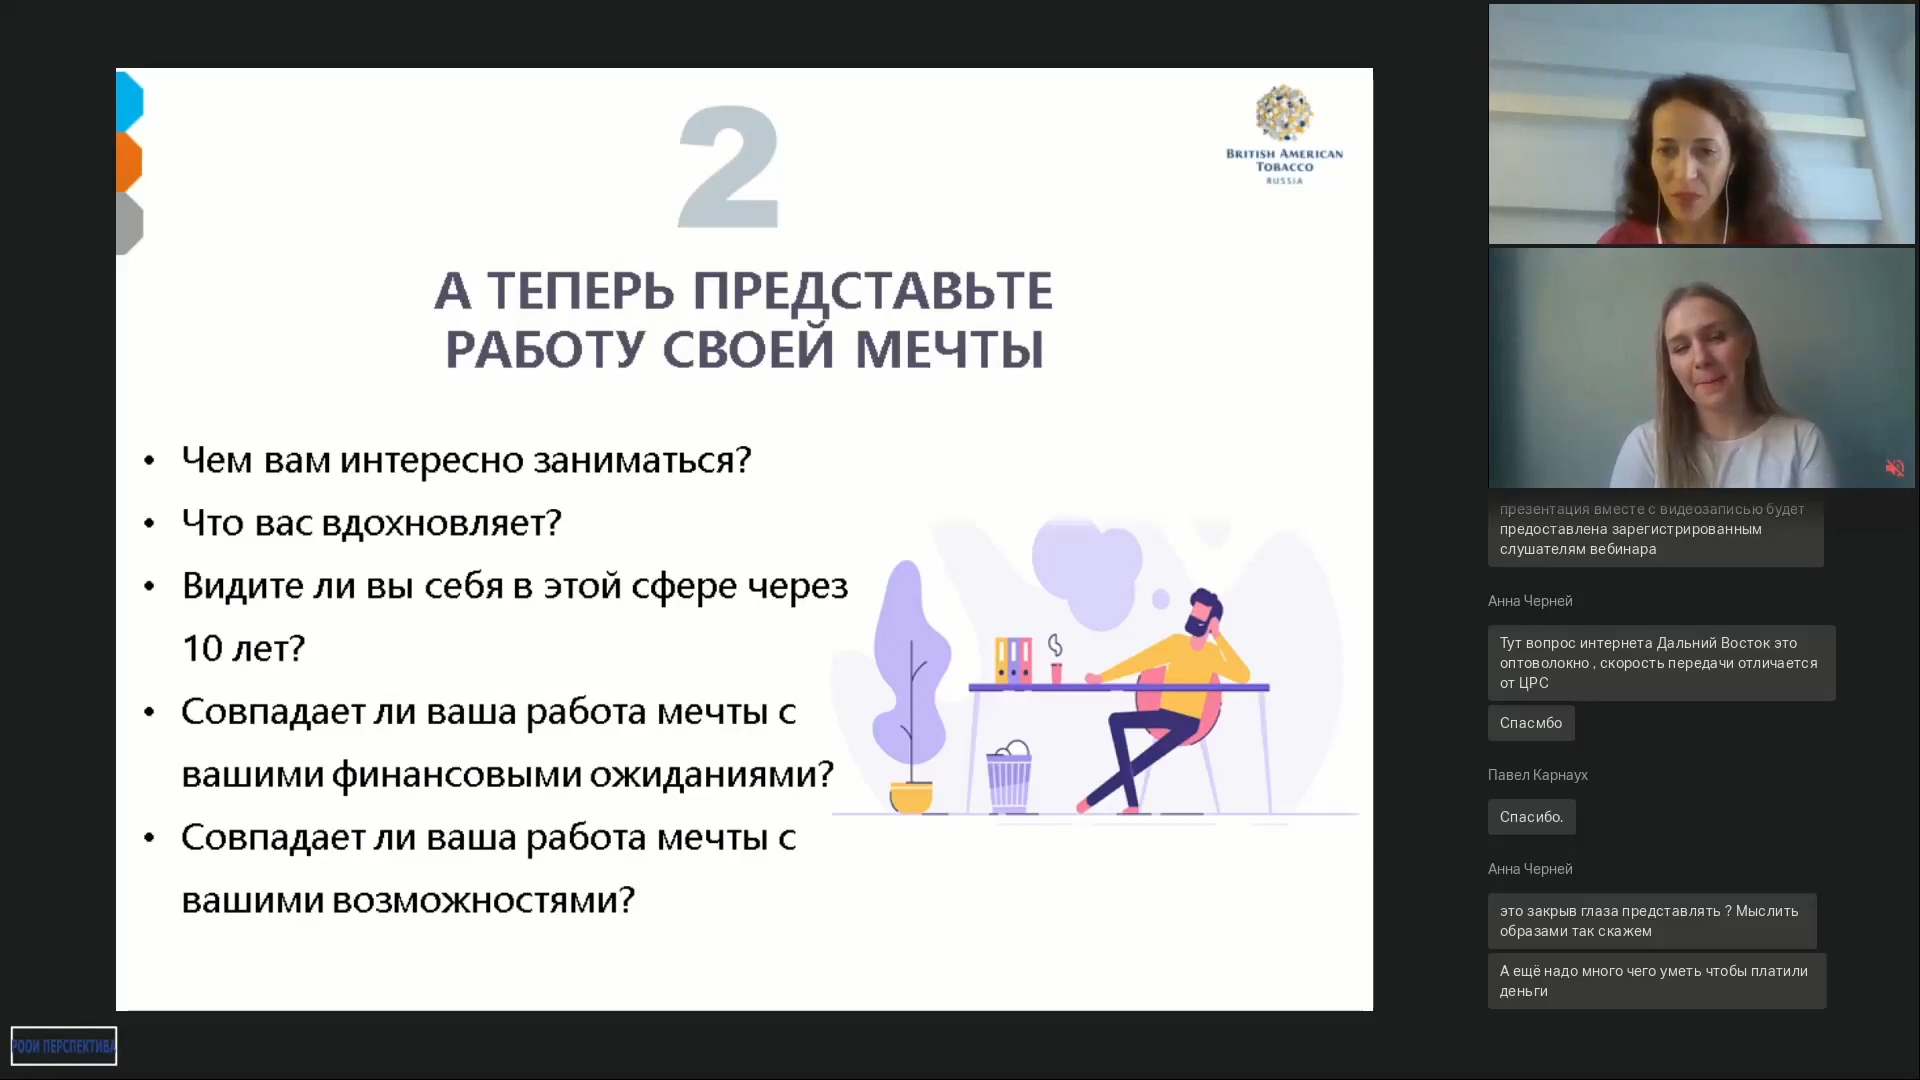 2
BRITISH AMERICAN
TOBACCO
RUSSIA
А ТЕПЕРЬ ПРЕДСТАВЬТЕ
РАБОТУ СВОЕЙ МЕЧТЫ
• Чем вам интересно заниматься?
• Что вас вдохновляет?
• Видите ли вы себя в этой сфере через
10 лет?
• Совпадает ли ваша работа мечты с
вашими финансовыми ожиданиями?
• Совпадает ли ваша работа мечты с
вашими возможностями?
презентация вместе с видеозаписью будет
предоставлена зарегистрированным
слушателям вебинара
Анна Черней
Тут вопрос интернета Дальний Восток это
оптоволокно , скорость передачи отличается
от ЦРС
Спасмбо
Павел Карнаух
Спасибо.
Анна Черней
это закрыв глаза представлять ? Мыслить
образами так скажем
А ещё надо много чего уметь чтобы платили
деньги
РООИ ПЕРСПЕКТИВА